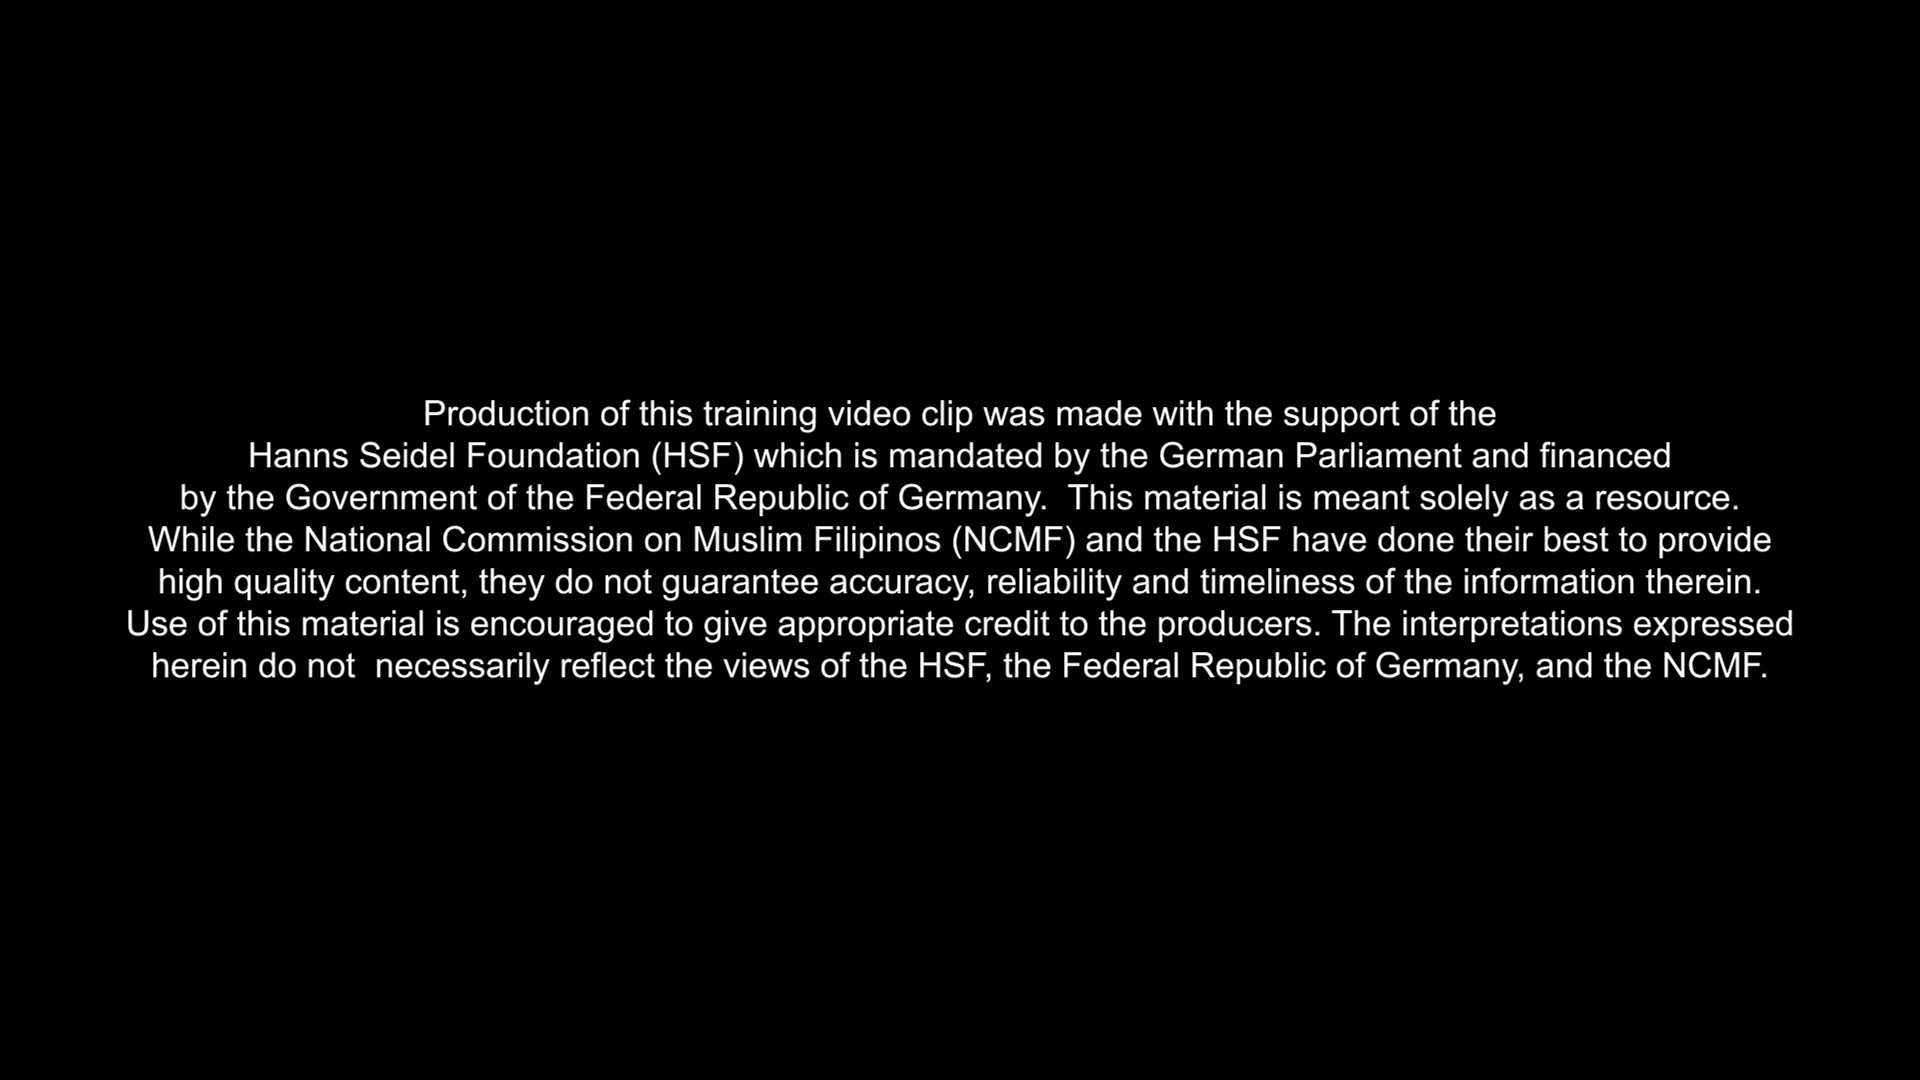 Production of this training video clip was made with the support of the
Hanns Seidel Foundation (HSF) which is mandated by the German Parliament and financed
by the Government of the Federal Republic of Germany.  This material is meant solely as a resource.
While the National Commission on Muslim Filipinos (NCMF) and the HSF have done their best to provide
high quality content, they do not guarantee accuracy, reliability and timeliness of the information therein.
Use of this material is encouraged to give appropriate credit to the producers. The interpretations expressed
herein do not  necessarily reflect the views of the HSF, the Federal Republic of Germany, and the NCMF.